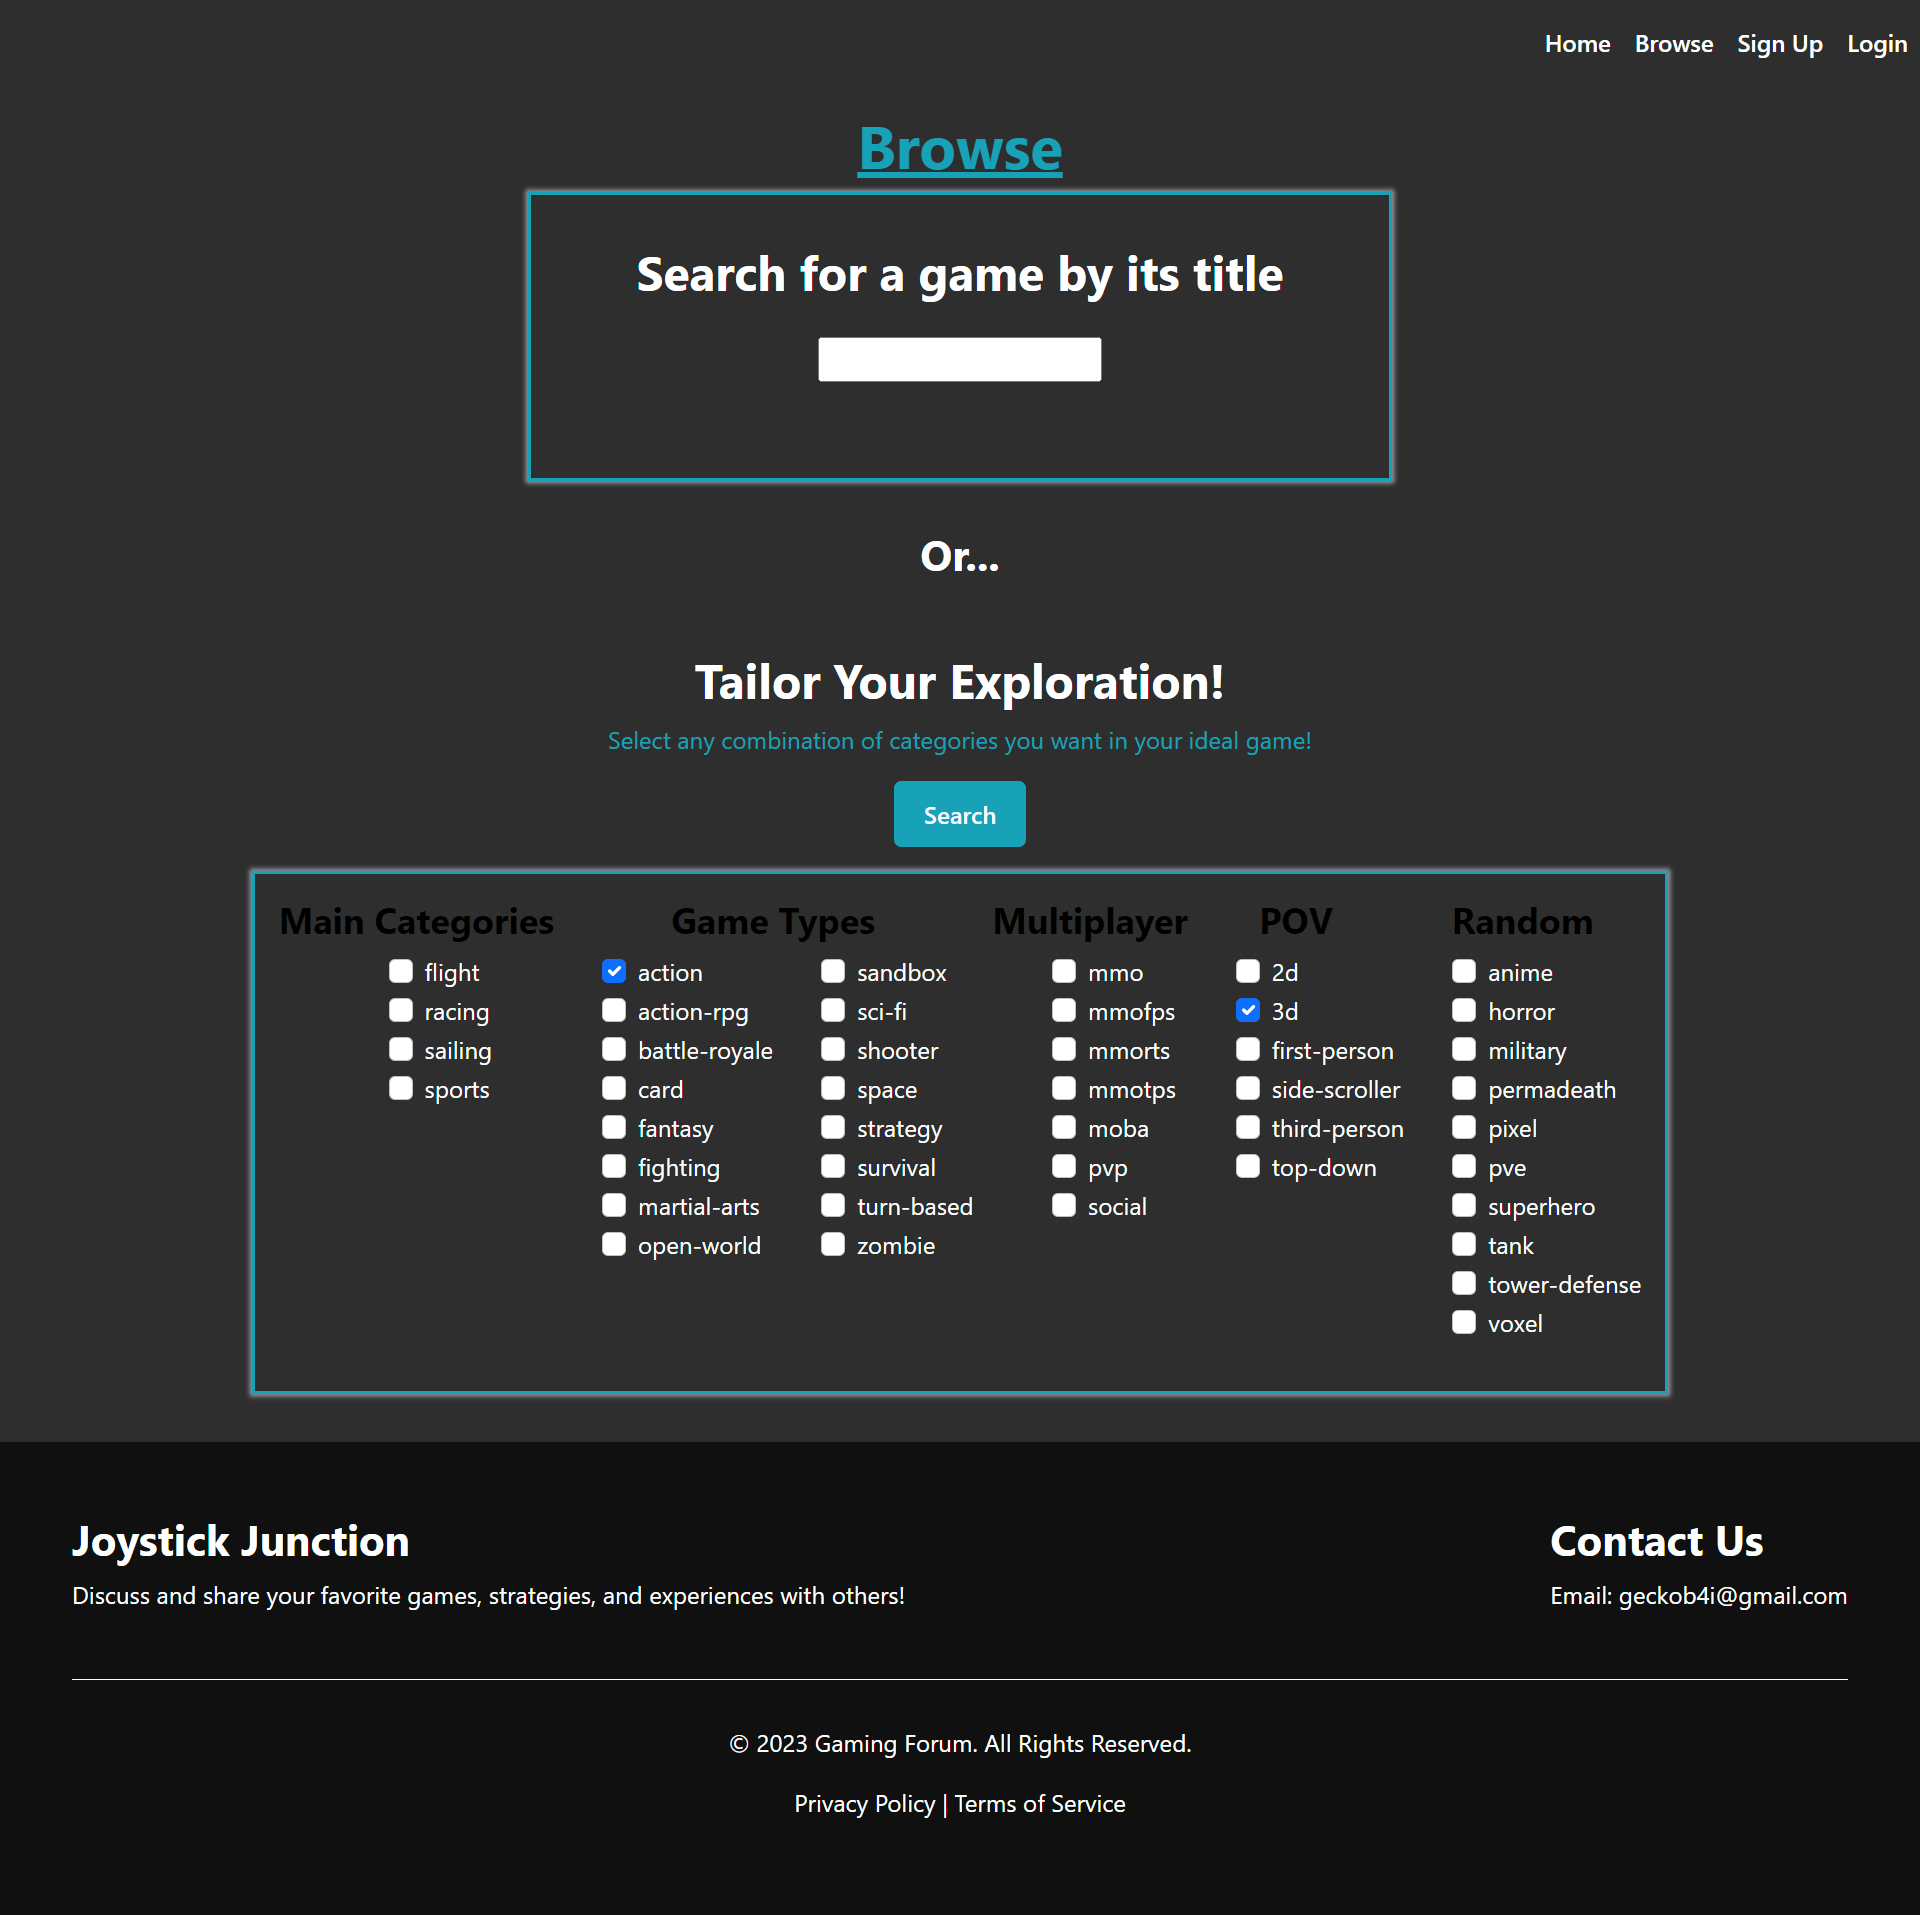 Home Browse Sign Up Login
Browse
Search for a game by its title
Or...
Tailor Your Exploration!
Select any combination of categories you want in your ideal game!
Search
Main Categories
flight
racing
sailing
sports
Game Types
action
action-rpg
battle-royale
card
fantasy
fighting
martial-arts
open-world
sandbox
sci-fi
shooter
space
strategy
survival
turn-based
zombie
Multiplayer
mmo
mmofps
mmorts
mmotps
moba
pvp
social
POV
2d
3d
first-person
side-scroller
third-person
top-down
Random
anime
horror
military
permadeath
pixel
pve
superhero
tank
tower-defense
voxel
Joystick Junction
Discuss and share your favorite games, strategies, and experiences with others!
Contact Us
Email: geckob4i@gmail.com
© 2023 Gaming Forum. All Rights Reserved.
Privacy Policy | Terms of Service